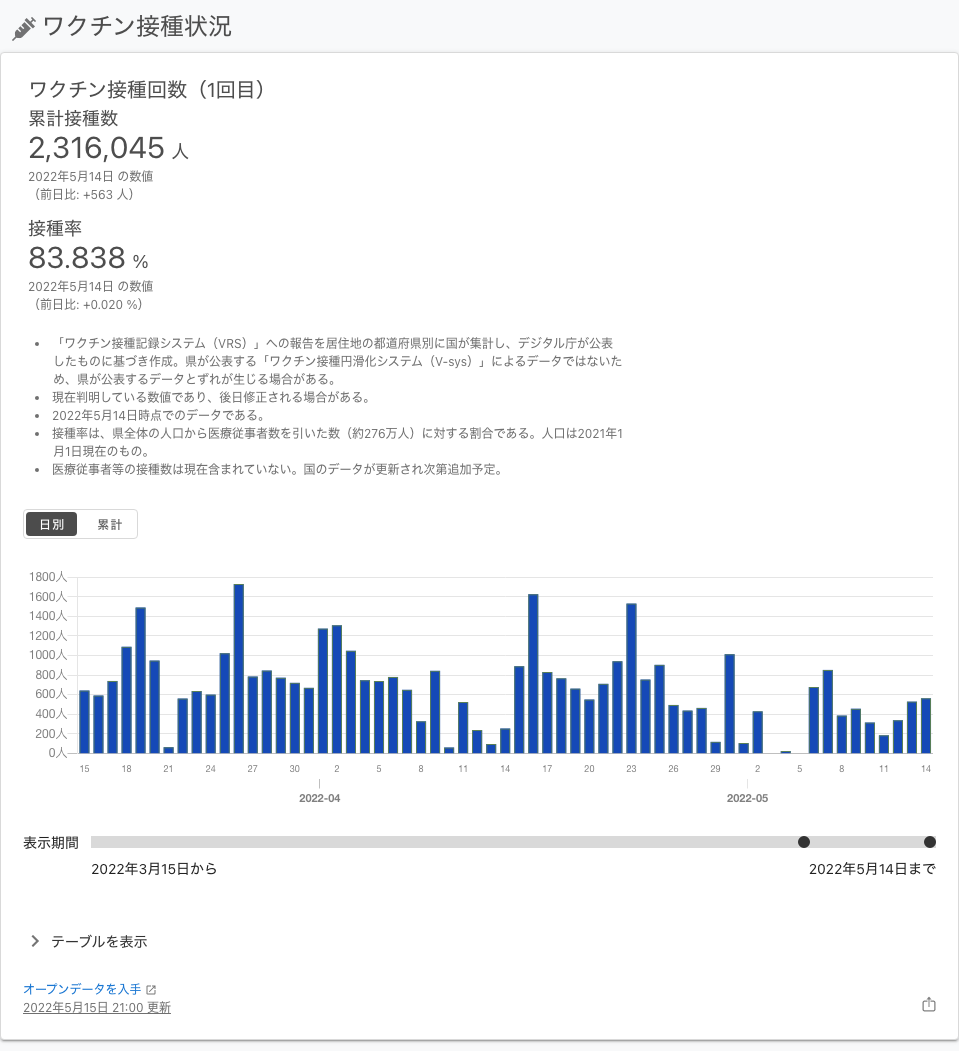 ワクチン接種状況
ワクチン接種回数（1回目）
累計接種数
2,316,045 人
2022年5月14日 の数値
（前日比: +563 人）
接種率
83.838 %
2022年5月14日 の数値
（前日比: +0.020 %）
• 「ワクチン接種記録システム（VRS）」への報告を居住地の都道府県別に国が集計し、デジタル庁が公表
したものに基づき作成。県が公表する「ワクチン接種円滑化システム（V-sys）」によるデータではないた
め、県が公表するデータとずれが生じる場合がある。
• 現在判明している数値であり、後日修正される場合がある。
• 2022年5月14日時点でのデータである。
• 接種率は、県全体の人口から医療従事者数を引いた数（約276万人）に対する割合である。人口は2021年1
月1日現在のもの。
• 医療従事者等の接種数は現在含まれていない。国のデータが更新され次第追加予定。
日別 累計
1800人
1600人
1400人
1200人
1000人
800人
600人
400人
200人
0人
15 18 21 24 27 30 2 5 8 11 14 17 20 23 26 29 2 5 8 11 14
2022-04 2022-05
表示期間
2022年3月15日から 2022年5月14日まで
テーブルを表示
オープンデータを入手
2022年5月15日 21:00 更新